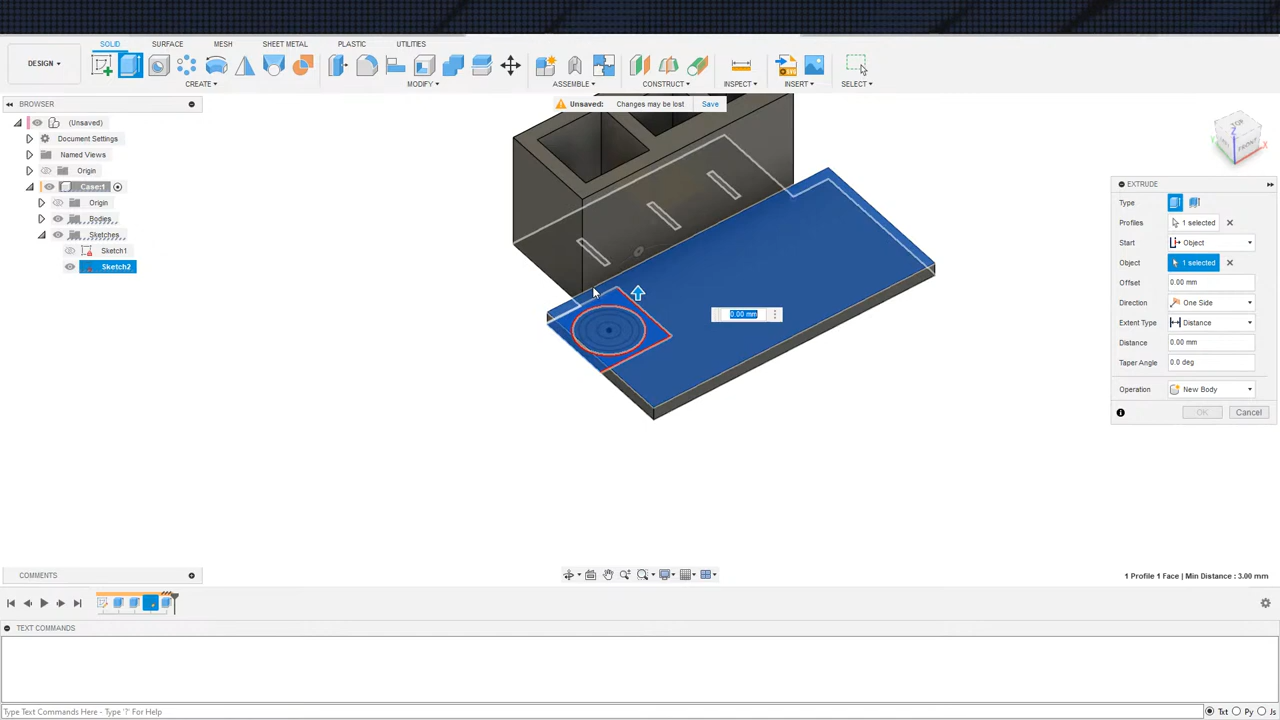 SOLID SURFACE MESH SHEET METAL PLASTIC UTILITIES
DESIGN
CREATE MODIFY ASSEMBLE CONSTRUCT INSPECT INSERT SELECT
BROWSER
Unsaved: Changes may be lost Save
(Unsaved)
Document Settings
Named Views
Origin
Case:1
Origin
Bodies
Sketches
Sketch1
Sketch2
TOP
FRONT
Z
X
EXTRUDE
Type
Profiles 1 selected
Start Object
Object 1 selected
Offset 0.00 mm
Direction One Side
Extent Type Distance
Distance 0.00 mm
Taper Angle 0.0 deg
Operation New Body
OK Cancel
0.00 mm
COMMENTS
1 Profile 1 Face | Min Distance : 3.00 mm
TEXT COMMANDS
Type Text Commands Here - Type '?' For Help
Txt Py Js